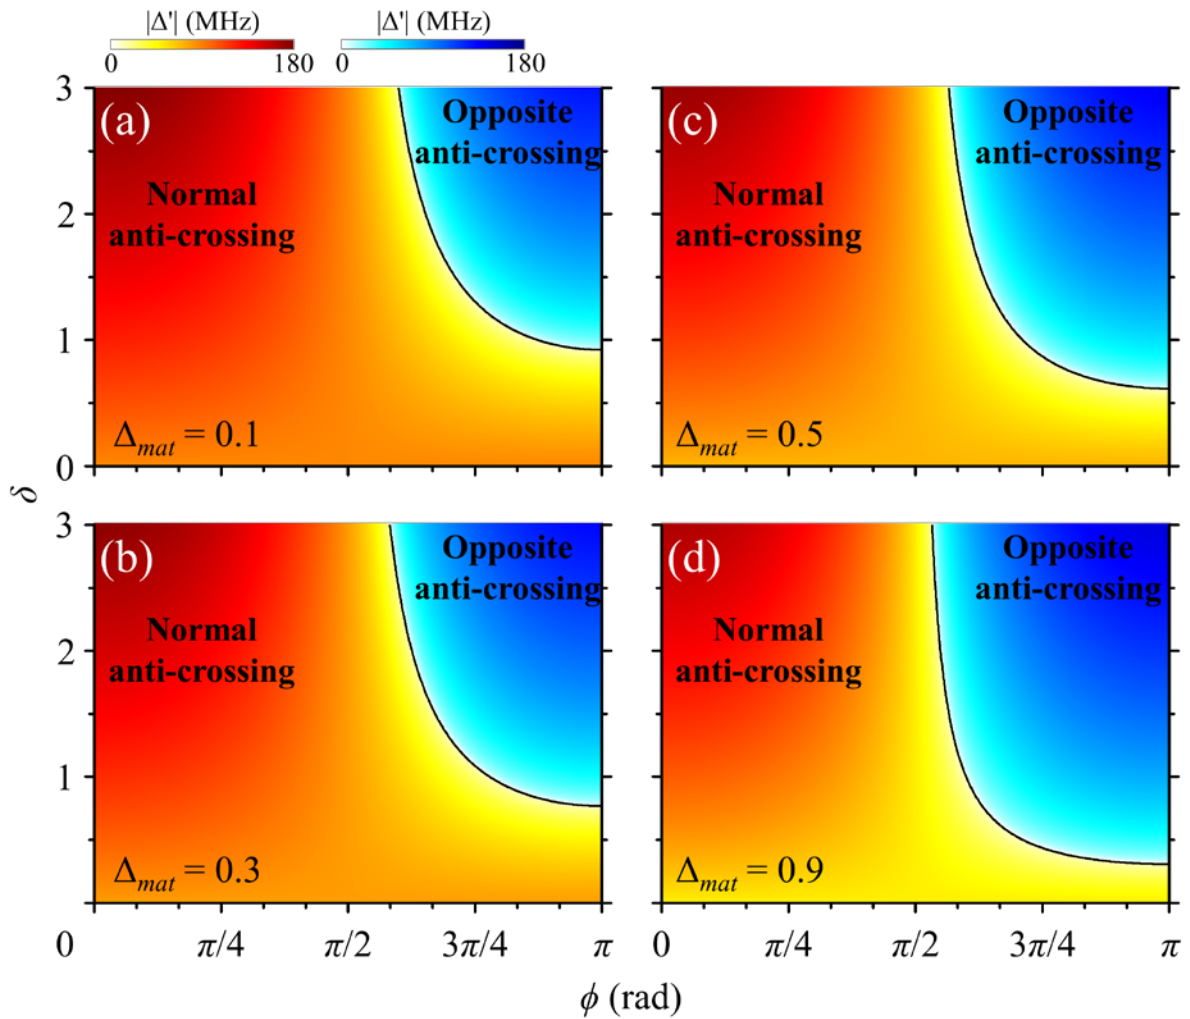 |Δ'| (MHz) |Δ'| (MHz)
0 180 0 180
3 (a) Opposite anti-crossing (c) Opposite anti-crossing
Normal
anti-crossing
Normal
anti-crossing
2
1
Δmat = 0.1
Δmat = 0.5
0
δ
3 (b) Opposite anti-crossing (d) Opposite anti-crossing
Normal
anti-crossing
Normal
anti-crossing
2
1
Δmat = 0.3
Δmat = 0.9
0 π/4 π/2 3π/4 π 0 π/4 π/2 3π/4 π
ϕ (rad)